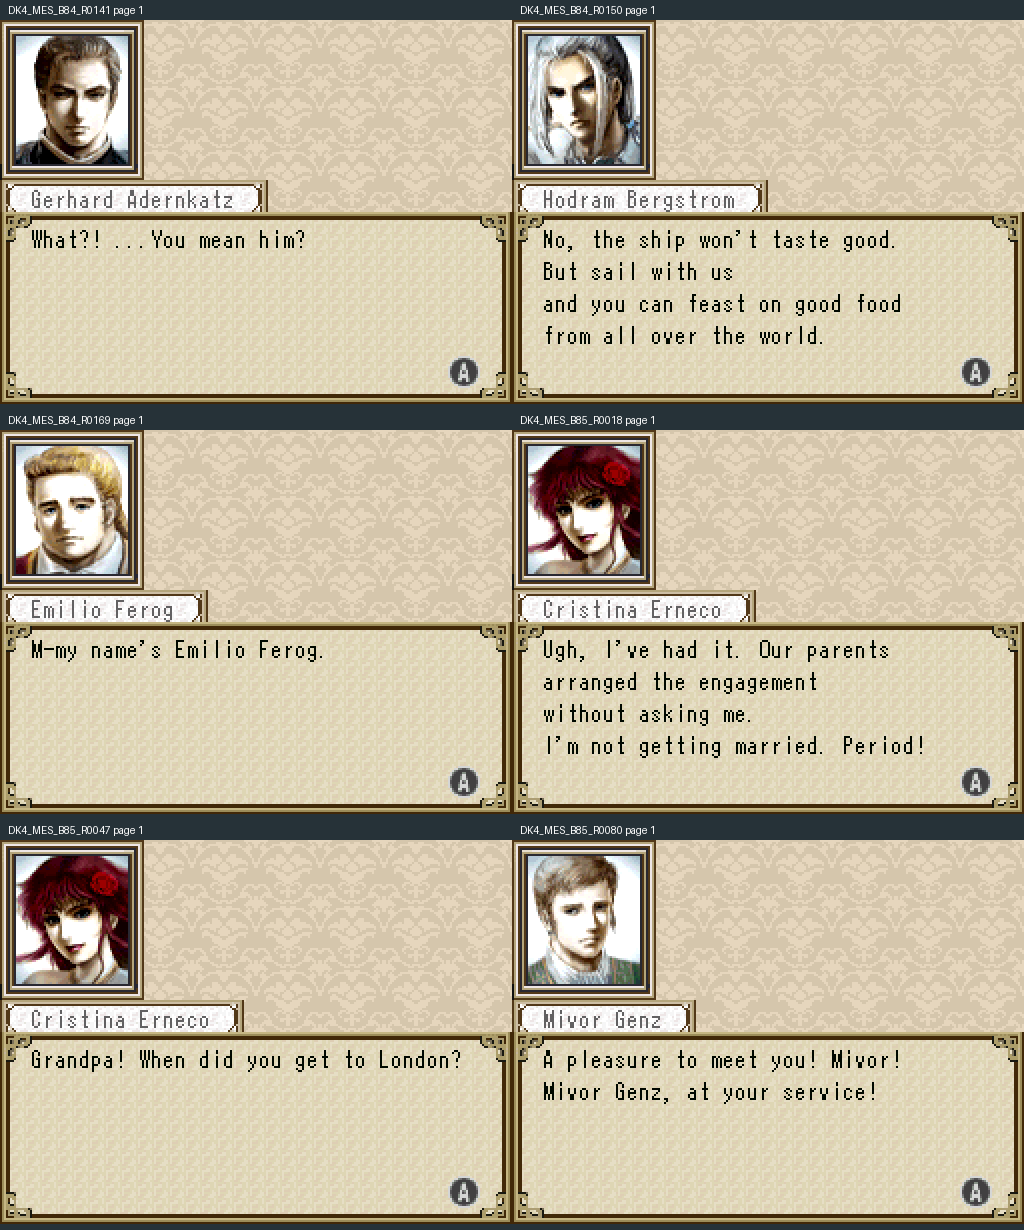 DK4_MES_B84_R0141 page 1
Gerhard Adernkatz
What?! ...You mean him?
A
DK4_MES_B84_R0150 page 1
Hodram Bergstrom
No, the ship won't taste good.
But sail with us
and you can feast on good food
from all over the world.
A
DK4_MES_B84_R0169 page 1
Emilio Ferog
M-my name's Emilio Ferog.
A
DK4_MES_B85_R0018 page 1
Cristina Erneco
Ugh, I've had it. Our parents
arranged the engagement
without asking me.
I'm not getting married. Period!
A
DK4_MES_B85_R0047 page 1
Cristina Erneco
Grandpa! When did you get to London?
A
DK4_MES_B85_R0080 page 1
Mivor Genz
A pleasure to meet you! Mivor!
Mivor Genz, at your service!
A